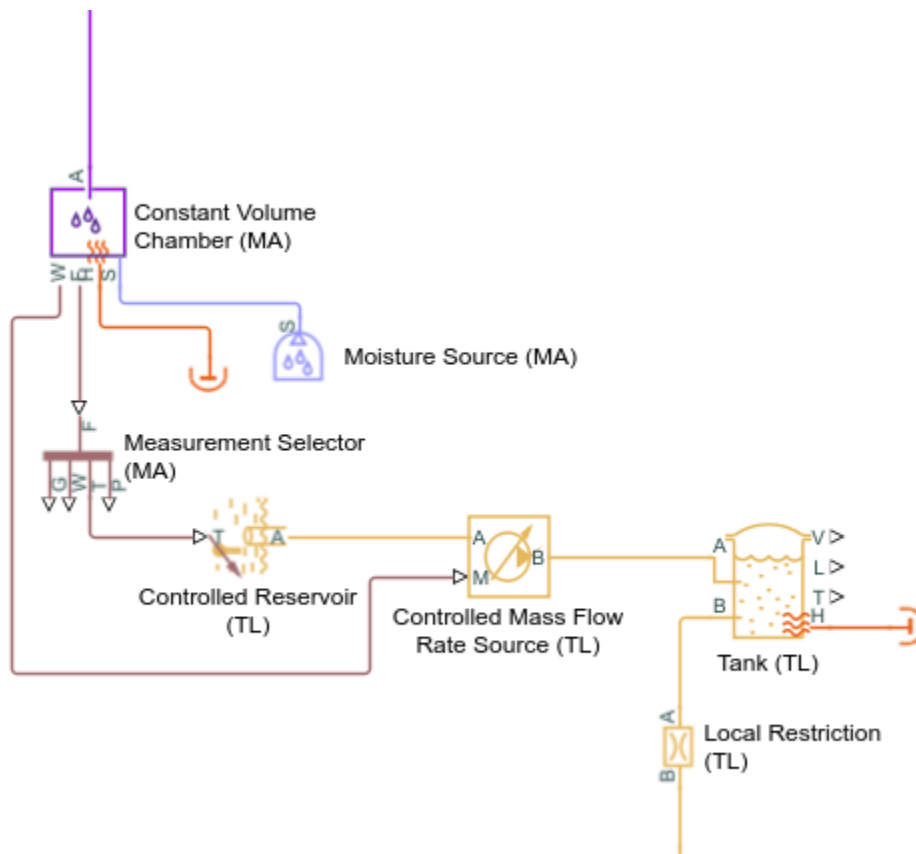 A
Constant Volume
Chamber (MA)
W
F
H
S
S
Moisture Source (MA)
F
Measurement Selector
(MA)
G
W
T
P
T
A
Controlled Reservoir
(TL)
A
B
M
Controlled Mass Flow
Rate Source (TL)
A
V
L
T
B
H
Tank (TL)
A
Local Restriction
(TL)
B